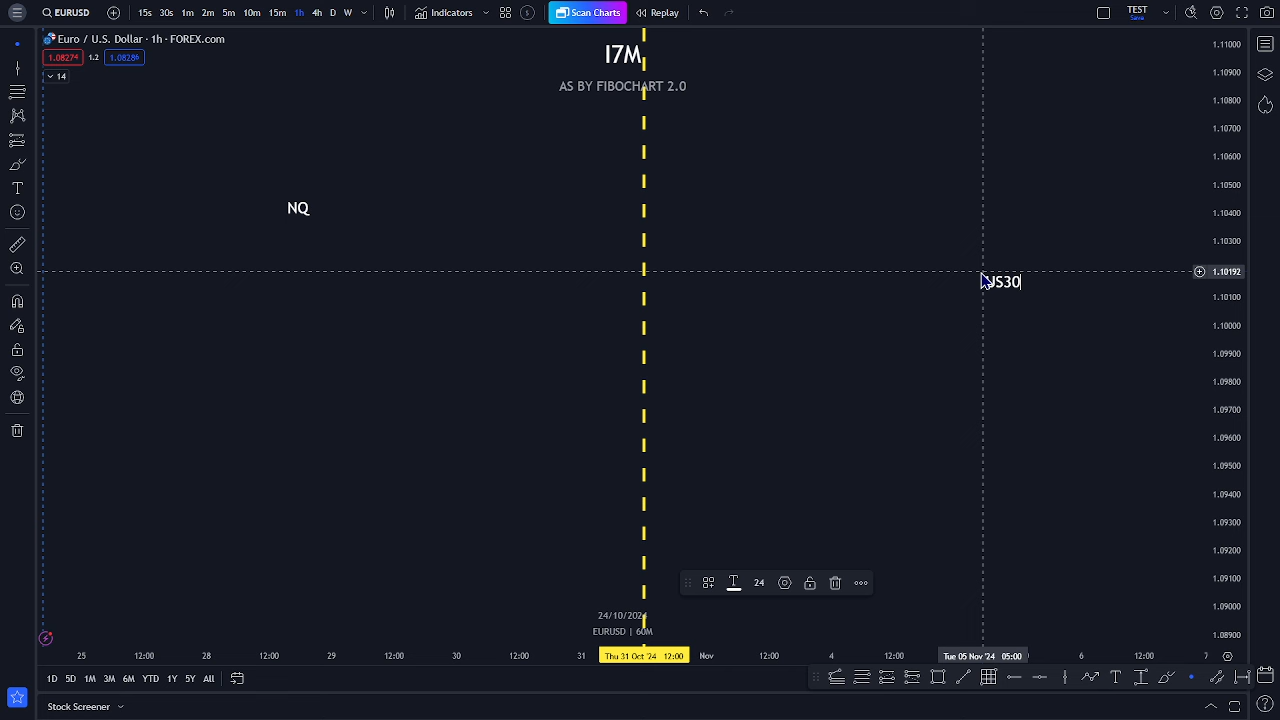 EURUSD 15s 30s 1m 2m 5m 10m 15m 1h 4h D W Indicators Scan Charts Replay TEST
Save
Euro / U.S. Dollar · 1h · FOREX.com
1.08274 1.2 1.08286
14
I7M
AS BY FIBOCHART 2.0
NQ
US30
1.11000
1.10900
1.10800
1.10700
1.10600
1.10500
1.10400
1.10300
1.10192
1.10100
1.10000
1.09900
1.09800
1.09700
1.09600
1.09500
1.09400
1.09300
1.09200
1.09100
1.09000
1.08900
24
24/10/2024
EURUSD | 60M
25 12:00 28 12:00 29 12:00 30 12:00 31 Thu 31 Oct '24 12:00 Nov 12:00 4 12:00 Tue 05 Nov '24 05:00 6 12:00 7
1D 5D 1M 3M 6M YTD 1Y 5Y All
Stock Screener